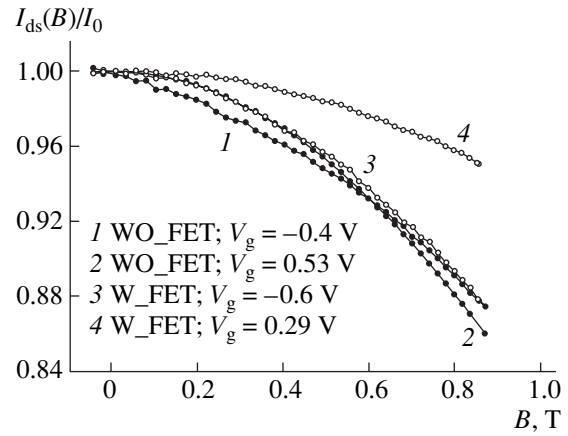 I_ds(B)/I_0
1.00
0.96
0.92
0.88
0.84
1
4
3
2
1 WO_FET; V_g = −0.4 V
2 WO_FET; V_g = 0.53 V
3 W_FET; V_g = −0.6 V
4 W_FET; V_g = 0.29 V
0 0.2 0.4 0.6 0.8 1.0
B, T